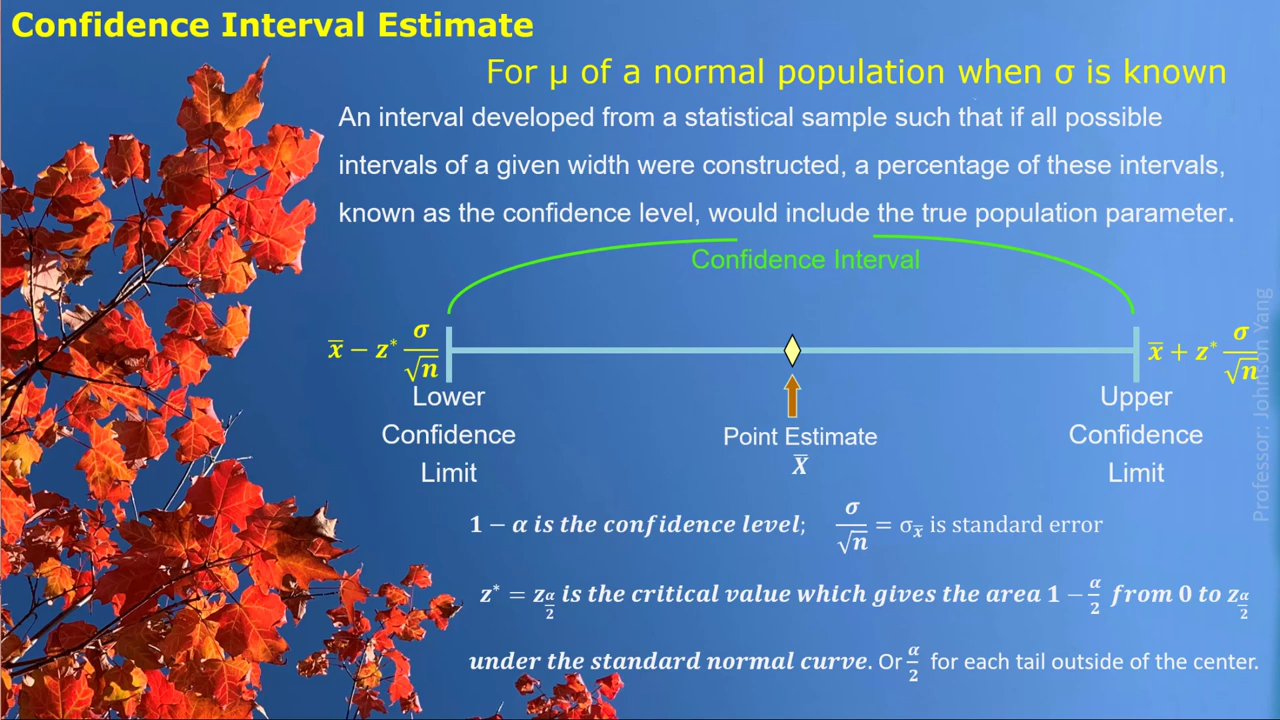 Confidence Interval Estimate
For μ of a normal population when σ is known
An interval developed from a statistical sample such that if all possible
intervals of a given width were constructed, a percentage of these intervals,
known as the confidence level, would include the true population parameter.
Confidence Interval
x̅ − z* σ/√n
x̅ + z* σ/√n
Lower
Confidence
Limit
Point Estimate
X̅
Upper
Confidence
Limit
1 − α is the confidence level; σ/√n = σx̅ is standard error
z* = zα/2 is the critical value which gives the area 1 − α/2 from 0 to zα/2
under the standard normal curve. Or α/2 for each tail outside of the center.
Professor: Johnson Yang